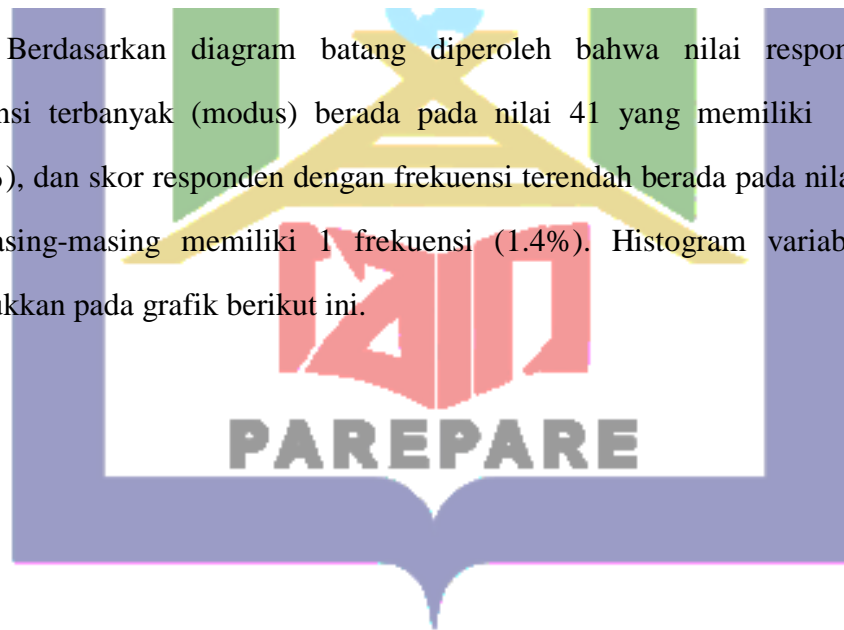 Berdasarkan diagram batang diperoleh bahwa nilai respon
nsi terbanyak (modus) berada pada nilai 41 yang memiliki
), dan skor responden dengan frekuensi terendah berada pada nila
asing-masing memiliki 1 frekuensi (1.4%). Histogram variab
ukkan pada grafik berikut ini.
iain
PAREPARE